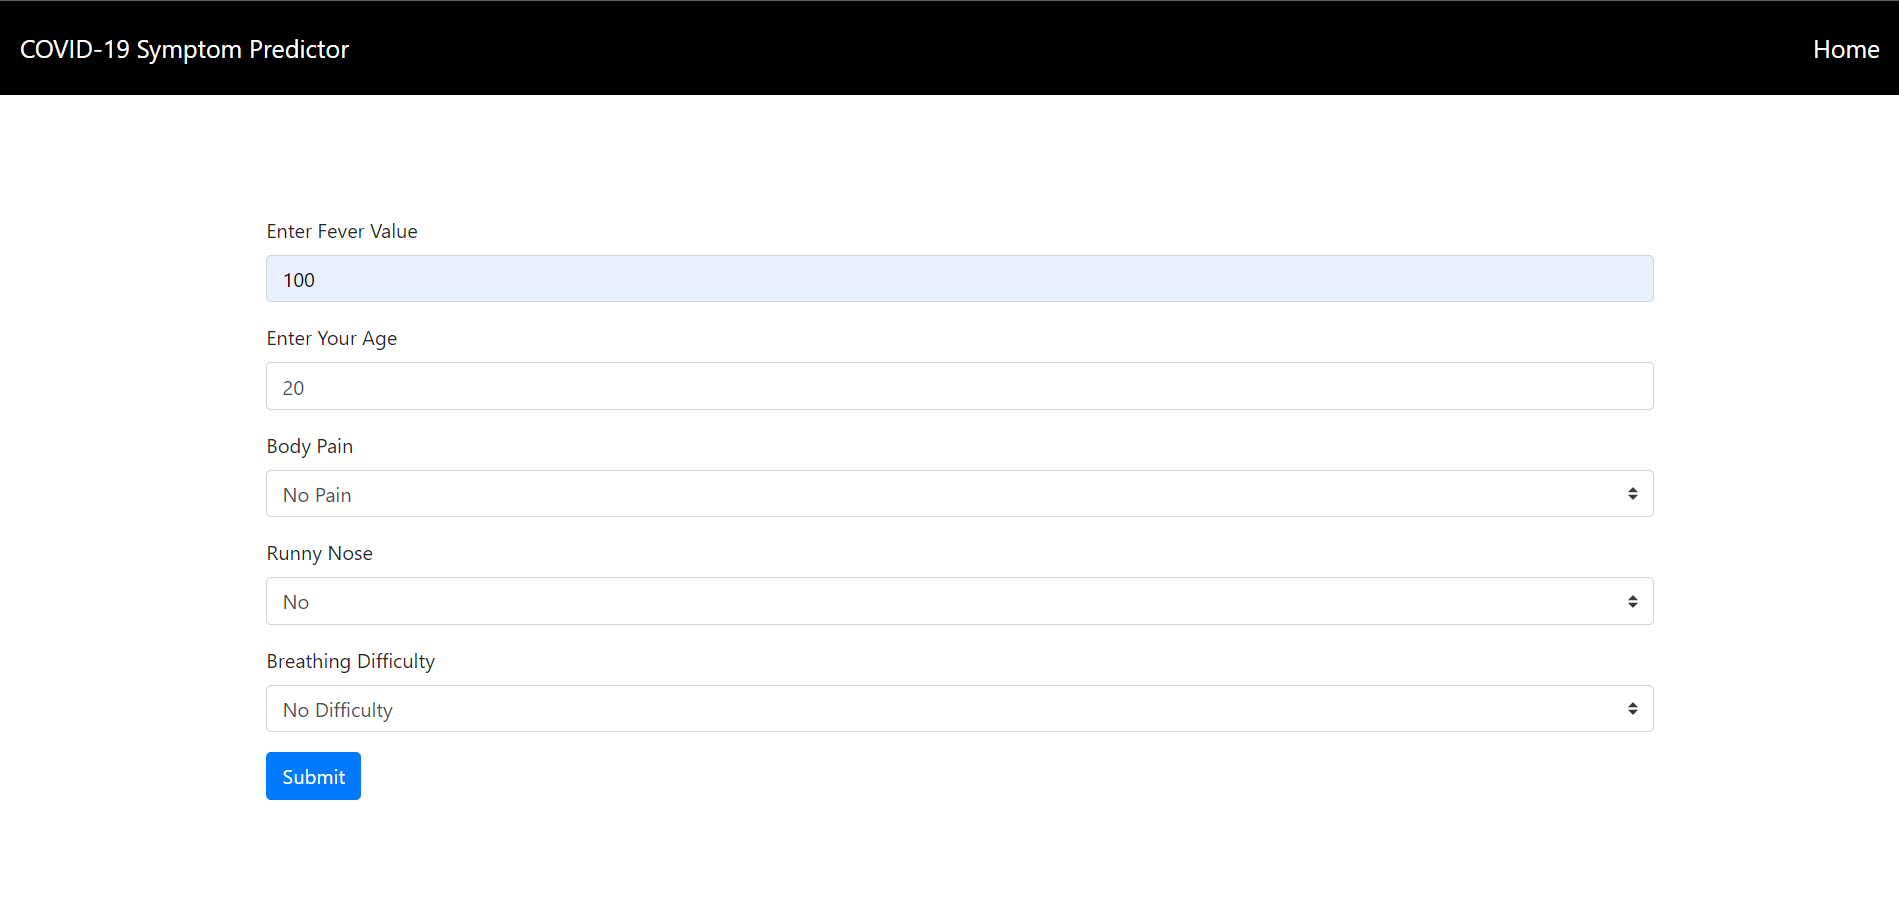 COVID-19 Symptom Predictor
Home
Enter Fever Value
100
Enter Your Age
20
Body Pain
No Pain
Runny Nose
No
Breathing Difficulty
No Difficulty
Submit